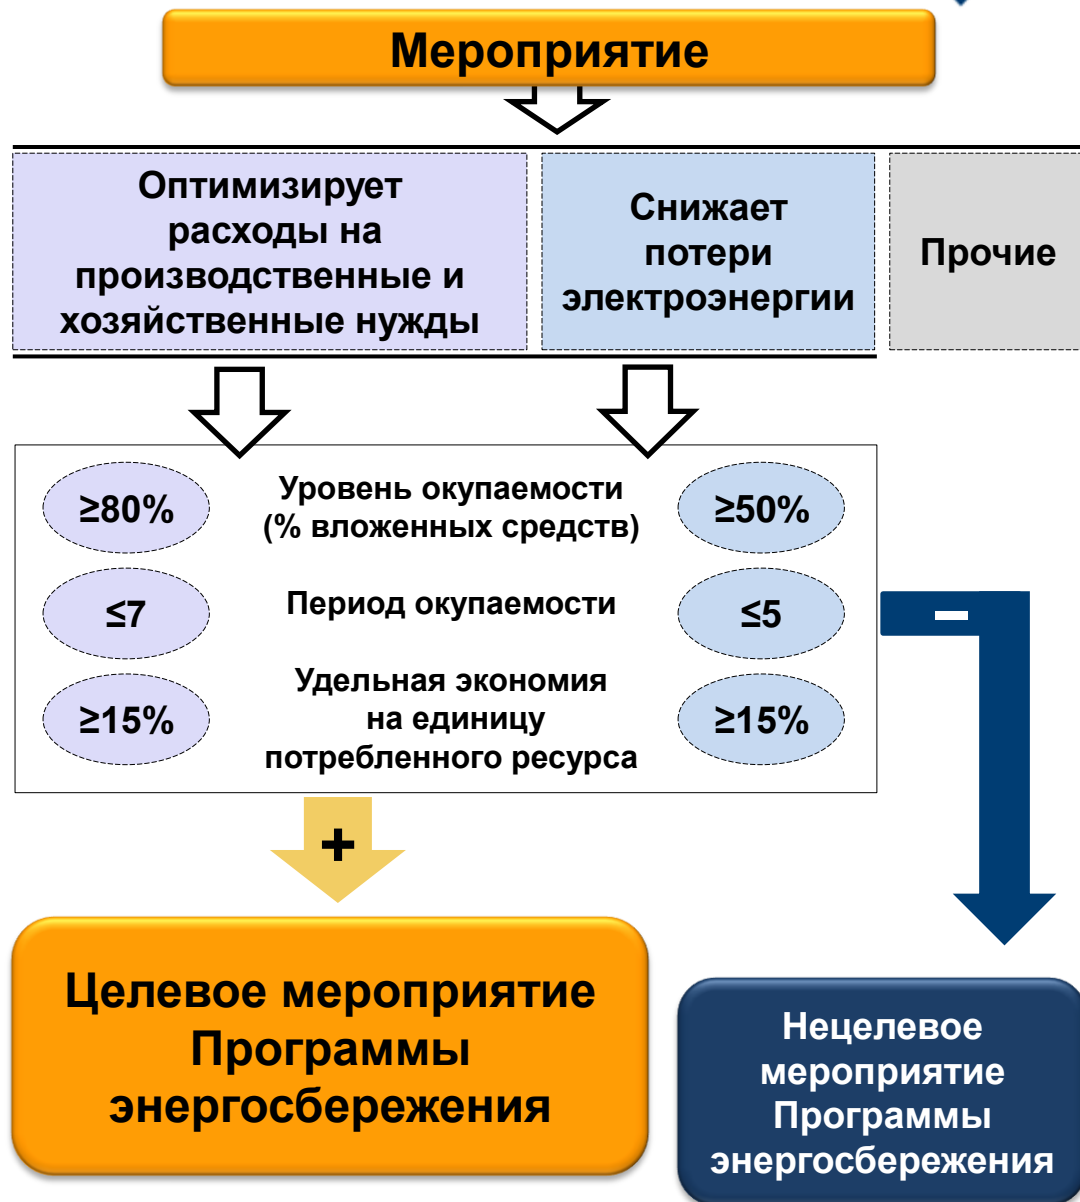 Мероприятие
Оптимизирует
расходы на
производственные и
хозяйственные нужды
Снижает
потери
электроэнергии
Прочие
≥80%
Уровень окупаемости
(% вложенных средств)
≥50%
≤7
Период окупаемости
≤5
–
≥15%
Удельная экономия
на единицу
потребленного ресурса
≥15%
+
Целевое мероприятие
Программы
энергосбережения
Нецелевое
мероприятие
Программы
энергосбережения